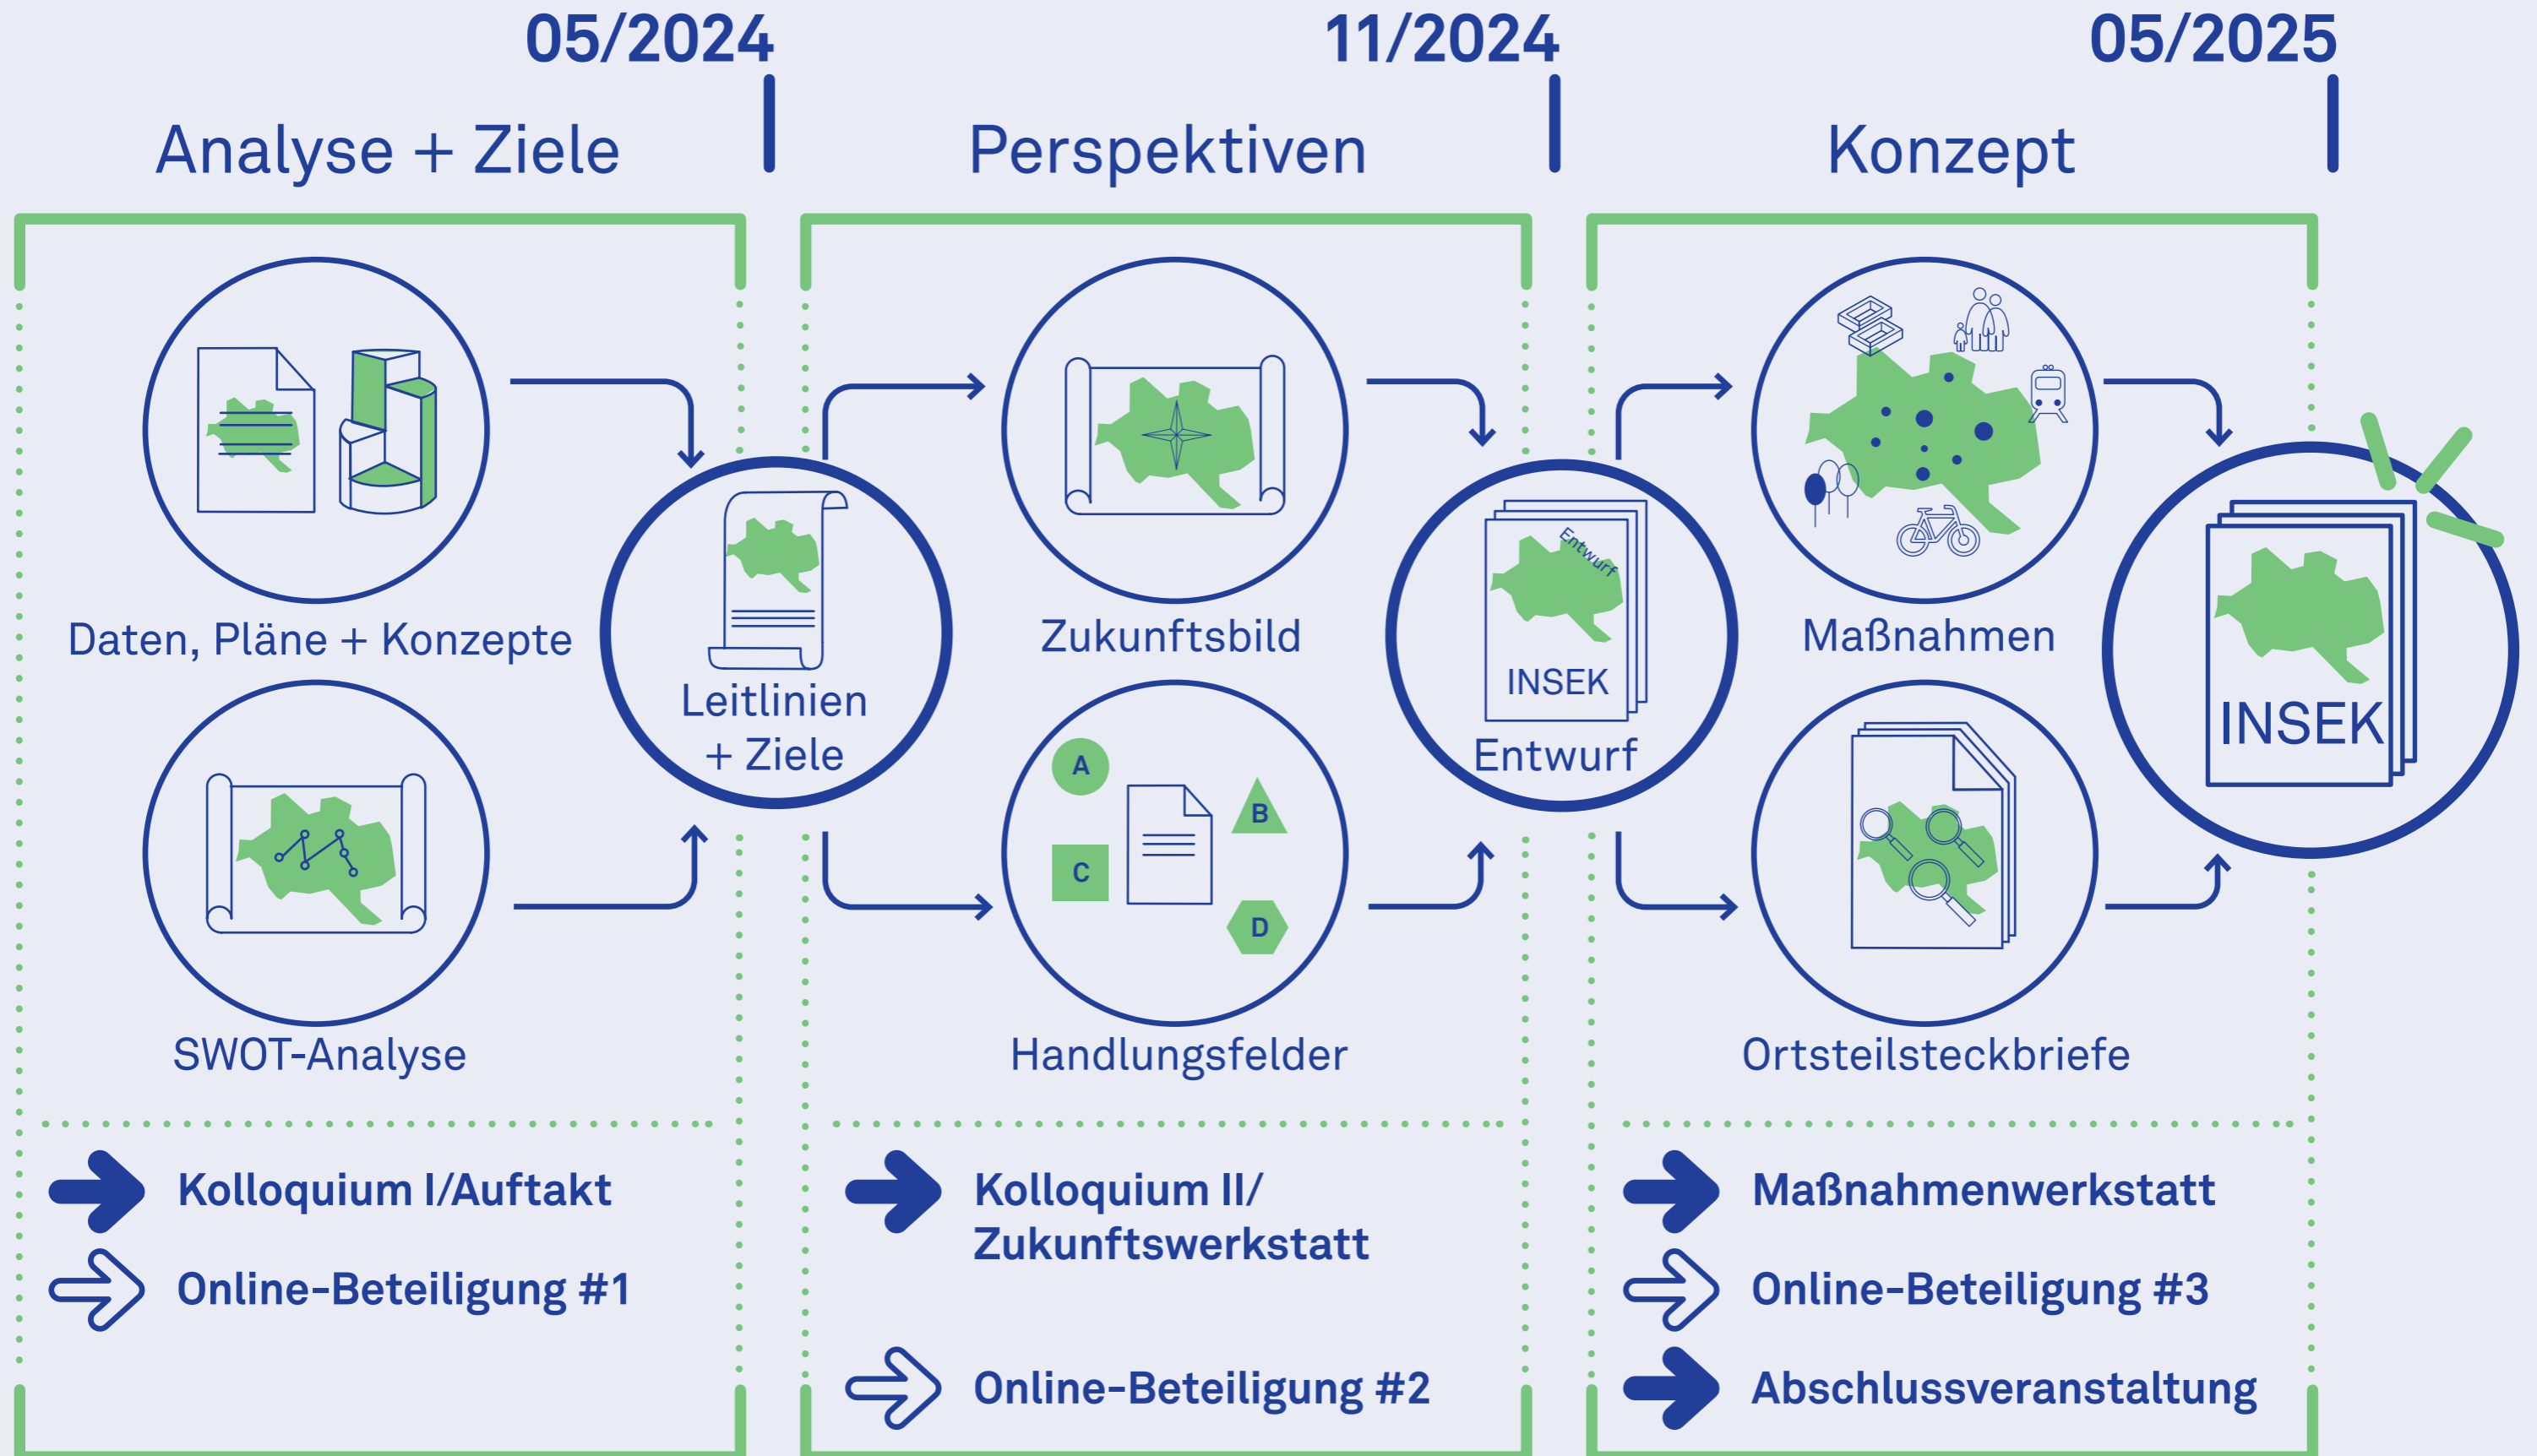 05/2024
11/2024
05/2025
Analyse + Ziele
Perspektiven
Konzept
Daten, Pläne + Konzepte
SWOT-Analyse
Leitlinien
+ Ziele
Zukunftsbild
A
B
C
D
Handlungsfelder
Entwurf
INSEK
Entwurf
Maßnahmen
Ortsteilsteckbriefe
INSEK
Kolloquium I/Auftakt
Online-Beteiligung #1
Kolloquium II/
Zukunftswerkstatt
Online-Beteiligung #2
Maßnahmenwerkstatt
Online-Beteiligung #3
Abschlussveranstaltung